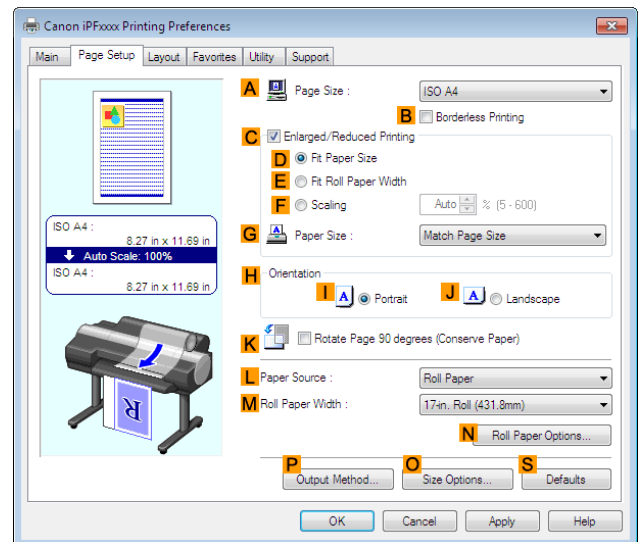 Canon iPFxxxx Printing Preferences
Main Page Setup Layout Favorites Utility Support
A Page Size : ISO A4
B Borderless Printing
C Enlarged/Reduced Printing
D Fit Paper Size
E Fit Roll Paper Width
F Scaling Auto % (5 - 600)
ISO A4 :
8.27 in x 11.69 in
Auto Scale: 100%
ISO A4 :
8.27 in x 11.69 in
G Paper Size : Match Page Size
H Orientation
I A Portrait J A Landscape
K Rotate Page 90 degrees (Conserve Paper)
L Paper Source : Roll Paper
M Roll Paper Width : 17-in. Roll (431.8mm)
R
N Roll Paper Options...
P Output Method... O Size Options... S Defaults
OK Cancel Apply Help